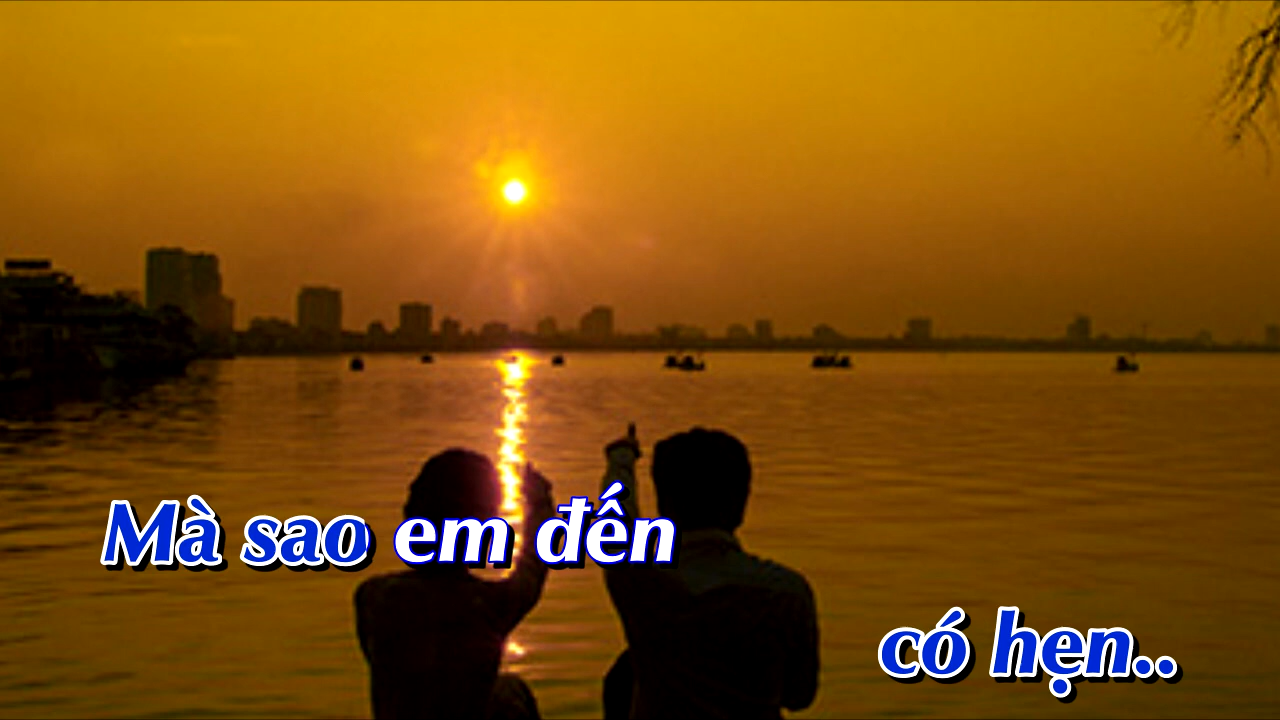 Mà sao em đến
có hẹn..